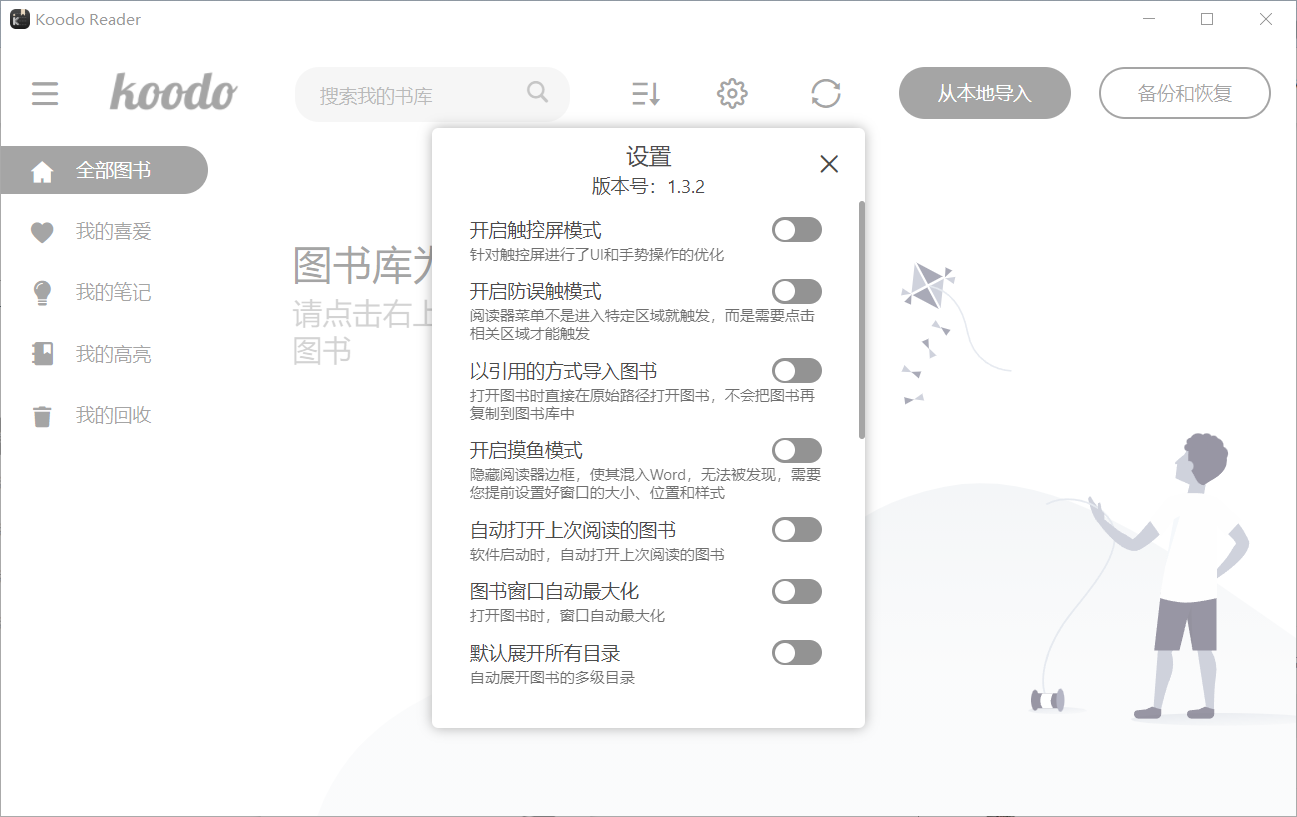 Koodo Reader
koodo
搜索我的书库
从本地导入
备份和恢复
全部图书
我的喜爱
我的笔记
我的高亮
我的回收
图书库为
请点击右上
图书
设置
版本号：1.3.2
开启触控屏模式
针对触控屏进行了UI和手势操作的优化
开启防误触模式
阅读器菜单不是进入特定区域就触发，而是需要点击
相关区域才能触发
以引用的方式导入图书
打开图书时直接在原始路径打开图书，不会把图书再
复制到图书库中
开启摸鱼模式
隐藏阅读器边框，使其混入Word，无法被发现，需要
您提前设置好窗口的大小、位置和样式
自动打开上次阅读的图书
软件启动时，自动打开上次阅读的图书
图书窗口自动最大化
打开图书时，窗口自动最大化
默认展开所有目录
自动展开图书的多级目录